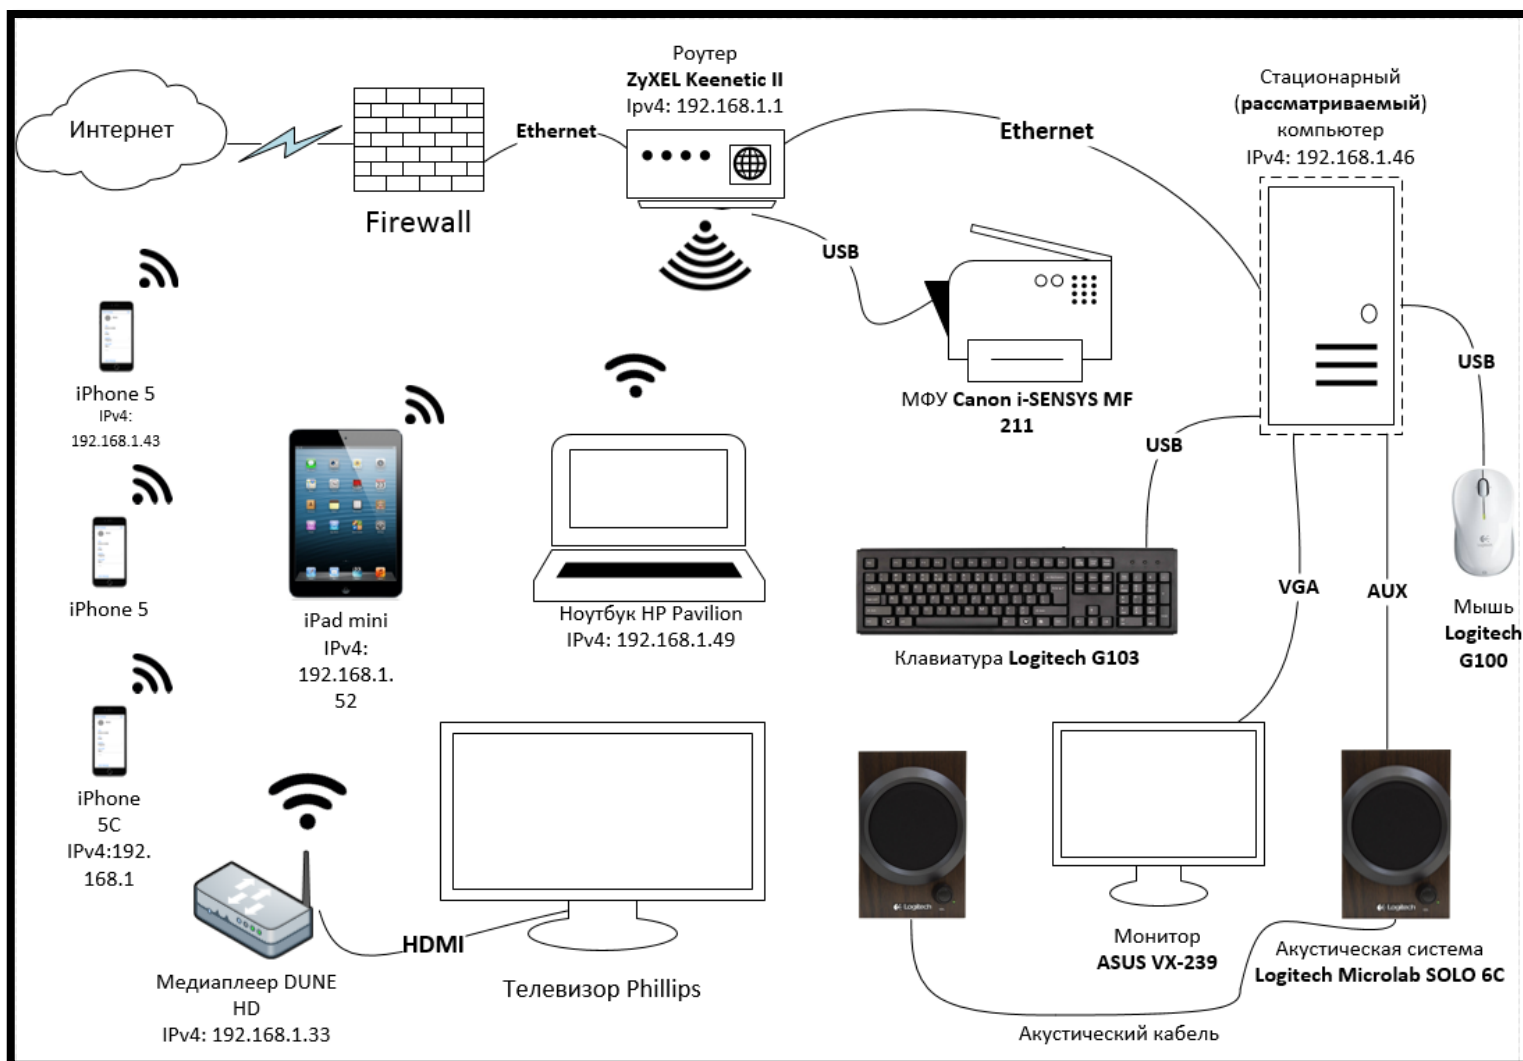 Роутер
ZyXEL Keenetic II
Ipv4: 192.168.1.1
Стационарный
(рассматриваемый)
компьютер
IPv4: 192.168.1.46
Интернет
Ethernet
Ethernet
Firewall
USB
iPhone 5
IPv4:
192.168.1.43
МФУ Canon i-SENSYS MF
211
USB
USB
iPhone 5
iPad mini
IPv4:
192.168.1.
52
Ноутбук HP Pavilion
IPv4: 192.168.1.49
Клавиатура Logitech G103
VGA
AUX
Мышь
Logitech
G100
iPhone
5C
IPv4:192.
168.1
HDMI
Медиаплеер DUNE
HD
IPv4: 192.168.1.33
Телевизор Phillips
Logitech
Logitech
Монитор
ASUS VX-239
Акустическая система
Logitech Microlab SOLO 6C
Акустический кабель